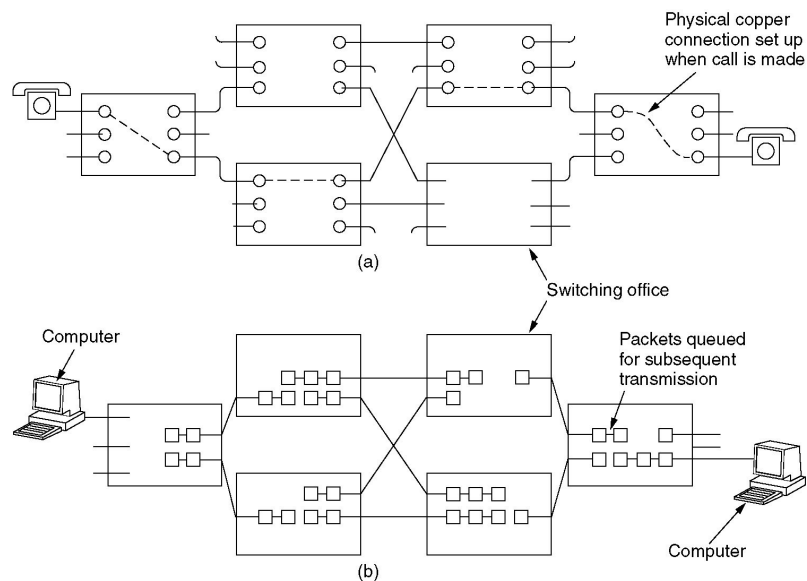 Physical copper
connection set up
when call is made
(a)
Switching office
Computer
Packets queued
for subsequent
transmission
Computer
(b)